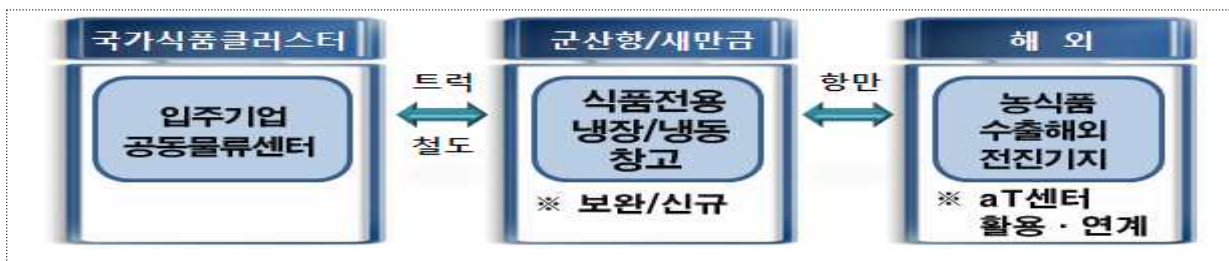 국가식품클러스터
입주기업
공동물류센터
트럭
철도
군산항/새만금
식품전용
냉장/냉동
창고
※ 보완/신규
항만
해 외
농식품
수출해외
전진기지
※ aT센터
활용 · 연계